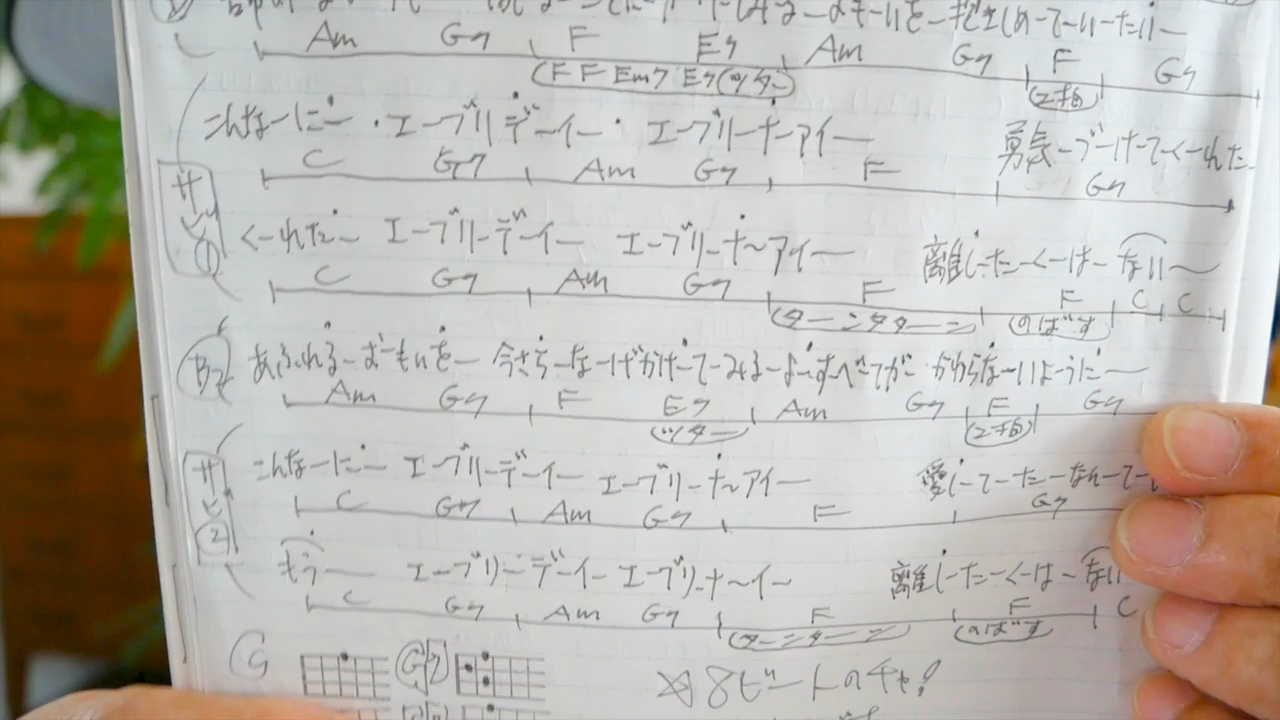 Am G7 F E7 Am G7 F G7
(F F Em7 E7(ツター) (2拍)
こんなーにー ・エーブリデーイー・ エーブリーナーアイー 勇気ーづーけーてーくーれた
C G7 Am G7 F G7
サビ①
くーれたー エーブリーデーイー エーブリーナ〜アイー 離しーたーくーはー ない〜
C G7 Am G7 F F C C
(ターンタターン) (のばす)
B2 あふれるーおーもいをー 今さらーなーげかけーてーみるーよーすべてが わからなーいようにー
Am G7 F E7 Am G7 F G7
(ツター) (2拍)
サビ②
こんなーにー エーブリーデーイー エーブリーナ〜アイー 愛しーてーたーなんーてー
C G7 Am G7 F G7
もうー エーブリーデーイー エーブリーナ〜イー 離しーたーくーはーない
C G7 Am G7 F F C
(ターンターン) (のばす)
G G7
☆8ビートのチャ!